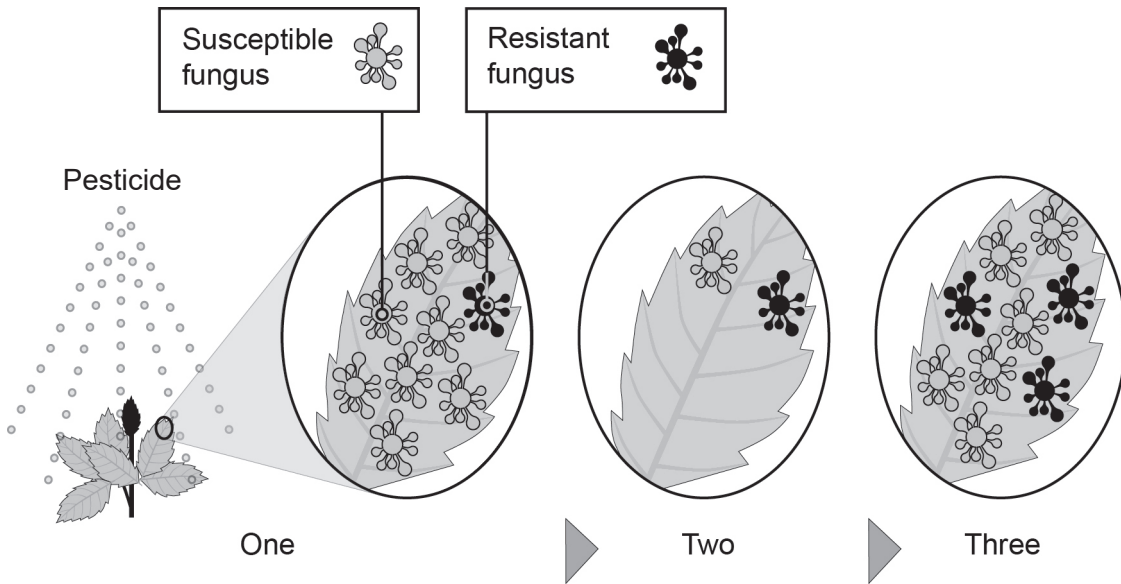 Susceptible
fungus
Resistant
fungus
Pesticide
One
Two
Three